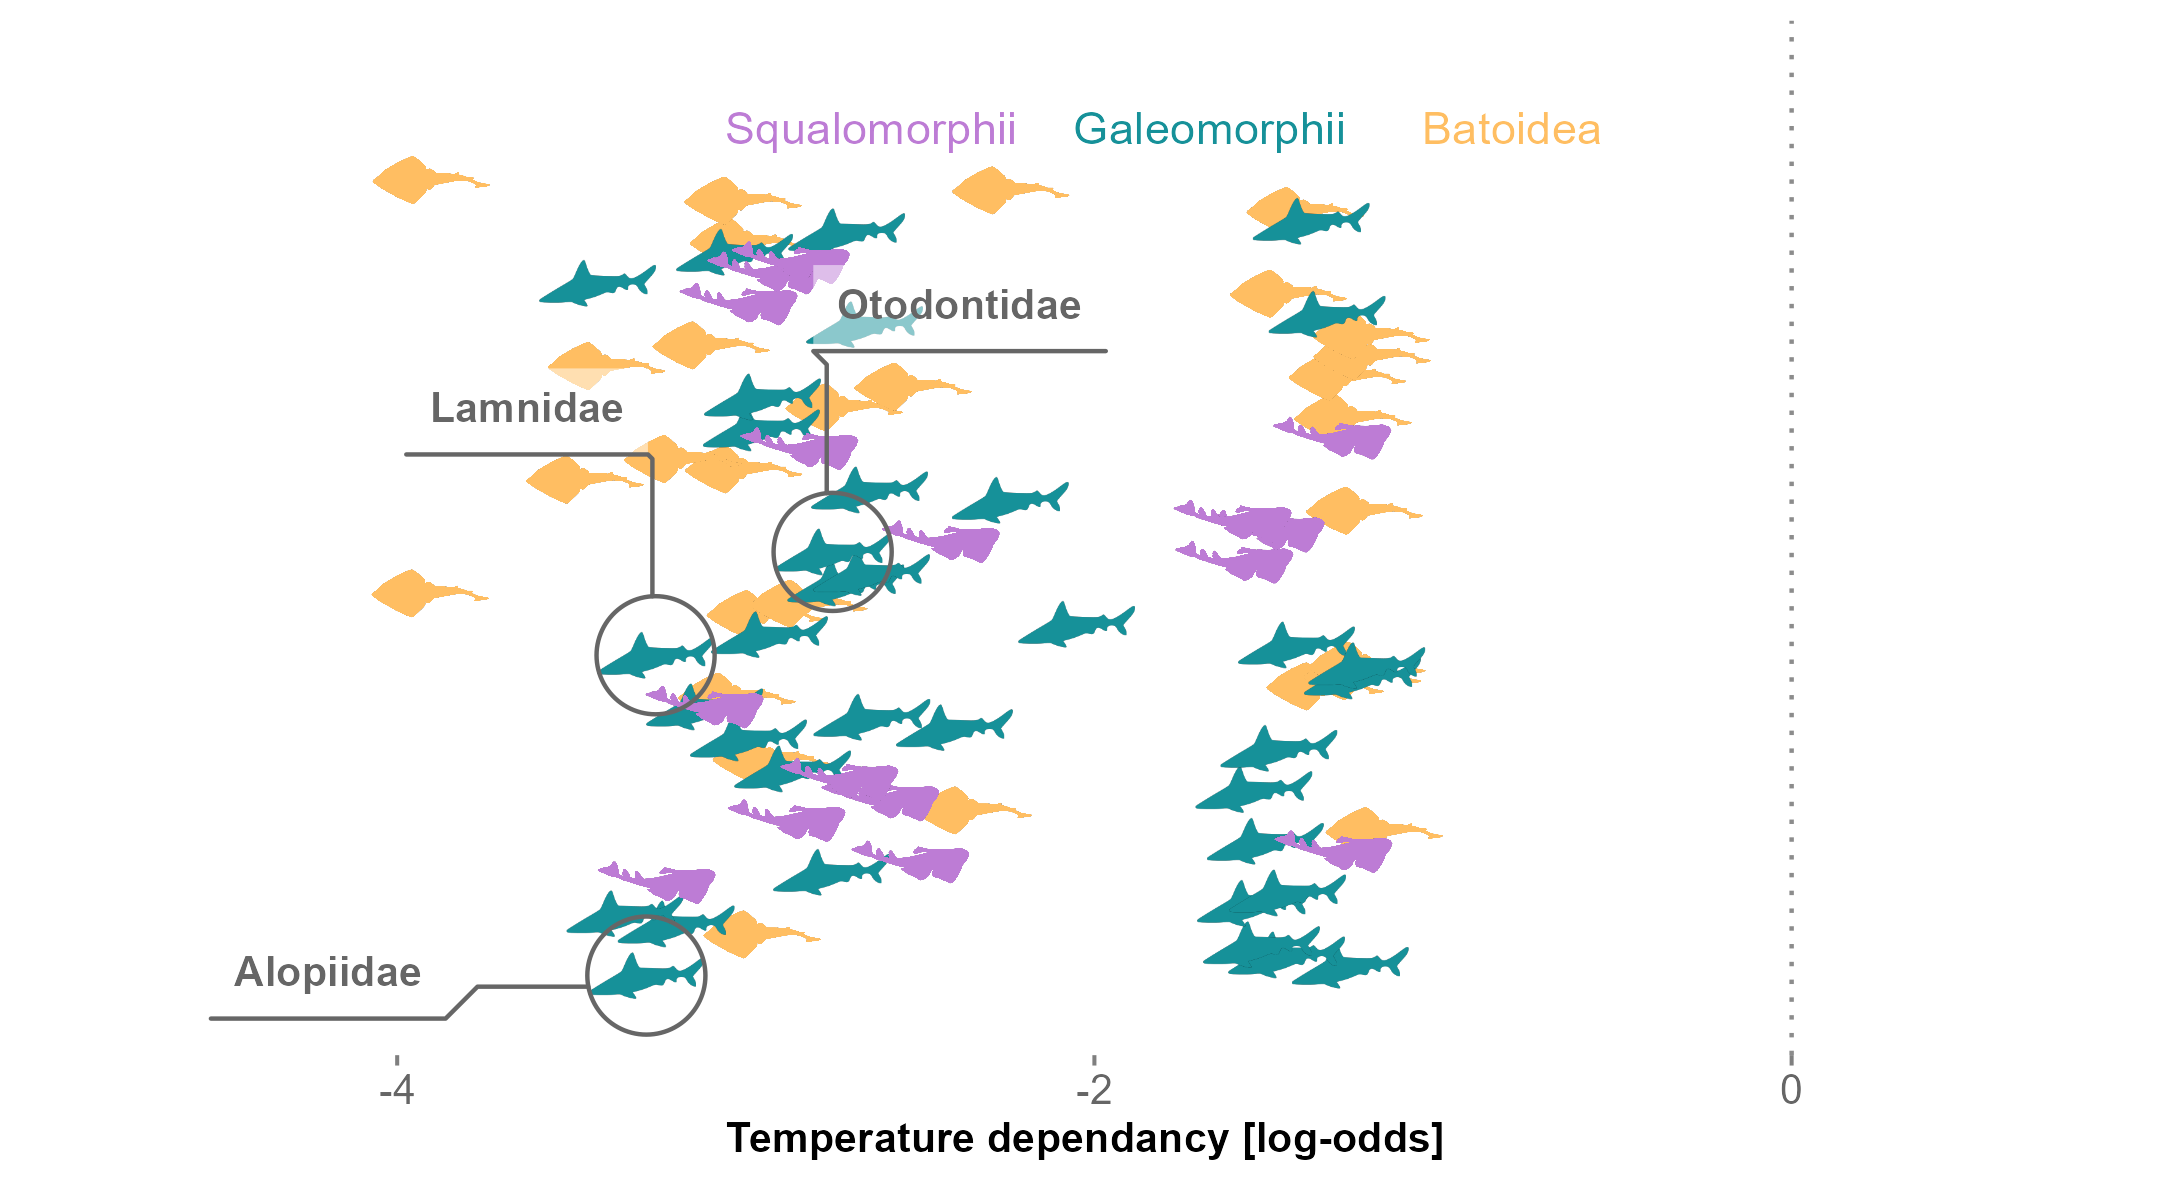 Squalomorphii Galeomorphii Batoidea
Otodontidae
Lamnidae
Alopiidae
-4 -2 0
Temperature dependancy [log-odds]